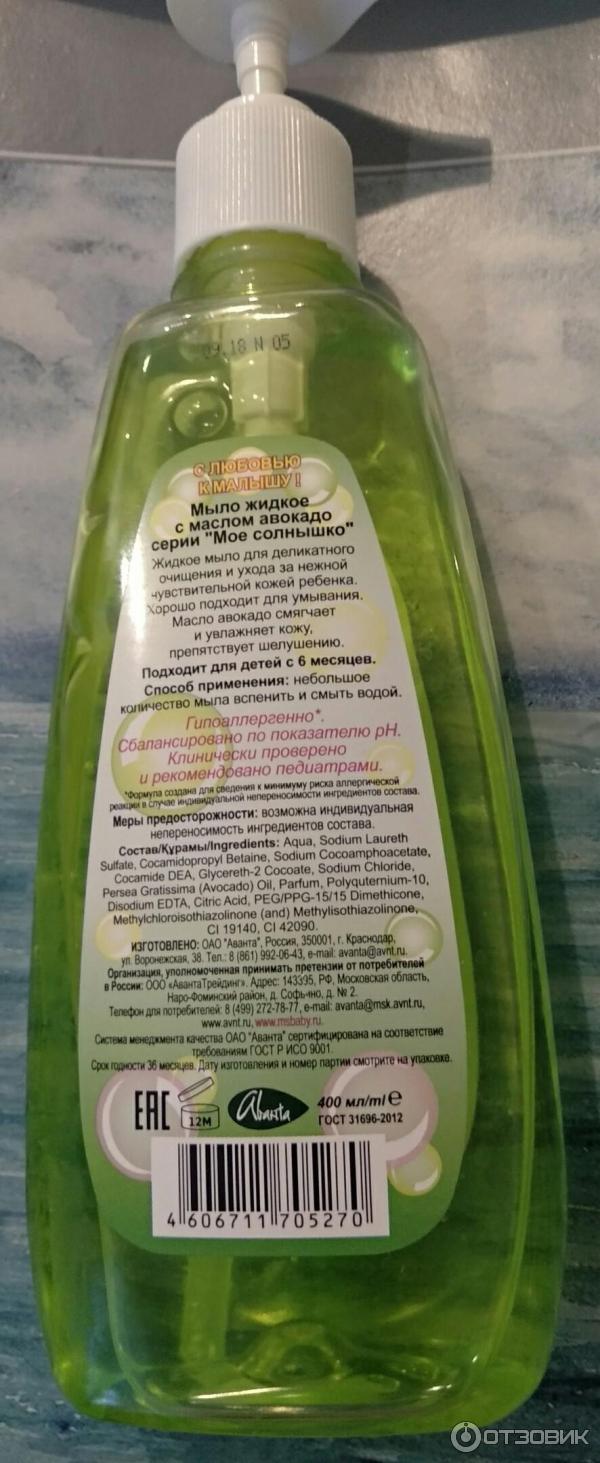 09.18 N 05
С ЛЮБОВЬЮ
К МАЛЫШУ !
Мыло жидкое
с маслом авокадо
серии "Мое солнышко"
Жидкое мыло для деликатного
очищения и ухода за нежной
чувствительной кожей ребенка.
Хорошо подходит для умывания.
Масло авокадо смягчает
и увлажняет кожу,
препятствует шелушению.
Подходит для детей с 6 месяцев.
Способ применения: небольшое
количество мыла вспенить и смыть водой.
Гипоаллергенно*.
Сбалансировано по показателю pH.
Клинически проверено
и рекомендовано педиатрами.
*Формула создана для сведения к минимуму риска аллергической
реакции в случае индивидуальной непереносимости ингредиентов состава.
Меры предосторожности: возможна индивидуальная
непереносимость ингредиентов состава.
Состав/Құрамы/Ingredients: Aqua, Sodium Laureth
Sulfate, Cocamidopropyl Betaine, Sodium Cocoamphoacetate,
Cocamide DEA, Glycereth-2 Cocoate, Sodium Chloride,
Persea Gratissima (Avocado) Oil, Parfum, Polyquternium-10,
Disodium EDTA, Citric Acid, PEG/PPG-15/15 Dimethicone,
Methylchloroisothiazolinone (and) Methylisothiazolinone,
CI 19140, CI 42090.
ИЗГОТОВЛЕНО: ОАО "Аванта", Россия, 350001, г. Краснодар,
ул. Воронежская, 38. Тел.: 8 (861) 992-06-43, e-mail: avanta@avnt.ru.
Организация, уполномоченная принимать претензии от потребителей
в России: ООО «АвантаТрейдинг». Адрес: 143395, РФ, Московская область,
Наро-Фоминский район, д. Софьино, д. № 2.
Телефон для потребителей: 8 (499) 272-78-77, e-mail: avanta@msk.avnt.ru,
www.avnt.ru, www.msbaby.ru.
Система менеджмента качества ОАО "Аванта" сертифицирована на соответствие
требованиям ГОСТ Р ИСО 9001.
Срок годности 36 месяцев. Дату изготовления и номер партии смотрите на упаковке.
EAC 12М Аванта 400 мл/ml ℮
ГОСТ 31696-2012
4 606711 705270
ОТЗОВИК